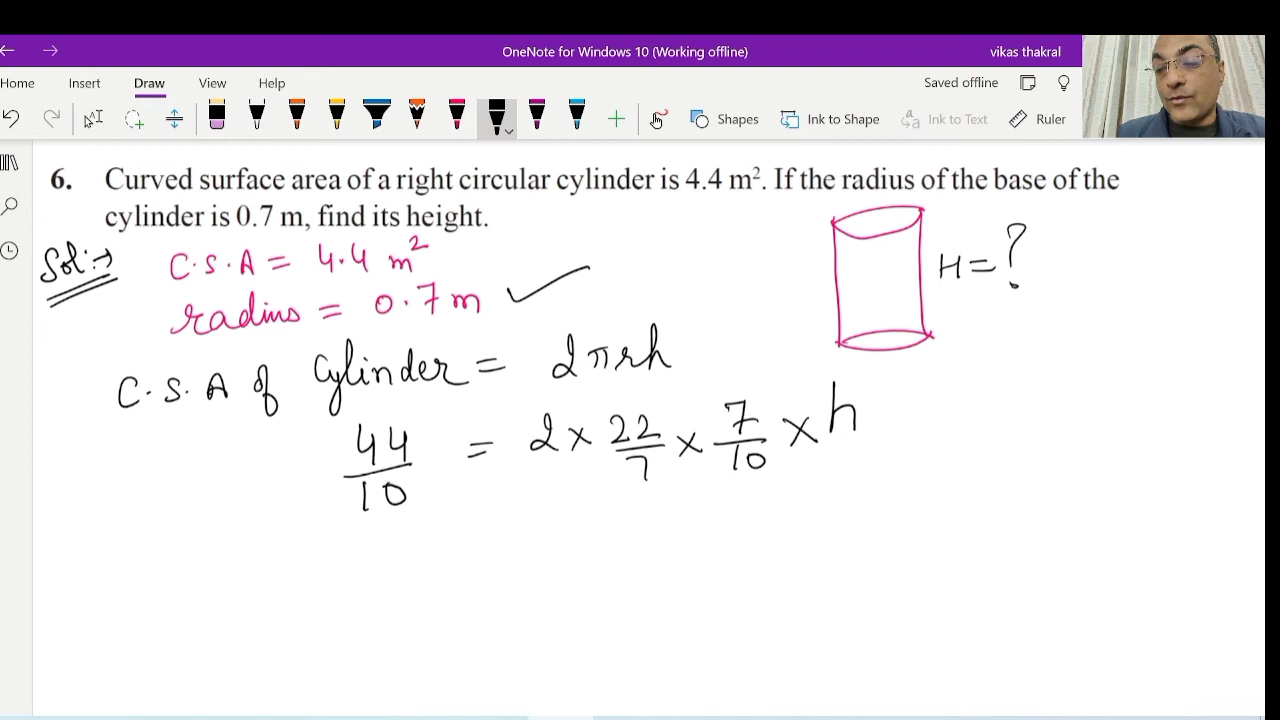 OneNote for Windows 10 (Working offline)
vikas thakral
Home Insert Draw View Help
Saved offline
Shapes Ink to Shape Ink to Text Ruler
6. Curved surface area of a right circular cylinder is 4.4 m². If the radius of the base of the
cylinder is 0.7 m, find its height.
Sol:→
C.S.A = 4.4 m²
radius = 0.7 m
H = ?
C.S.A of Cylinder = 2πrh
44/10 = 2 × 22/7 × 7/10 × h